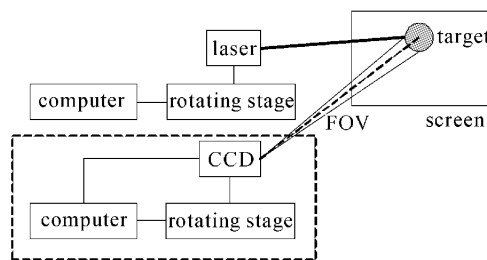 laser
target
computer
rotating stage
screen
FOV
CCD
computer
rotating stage